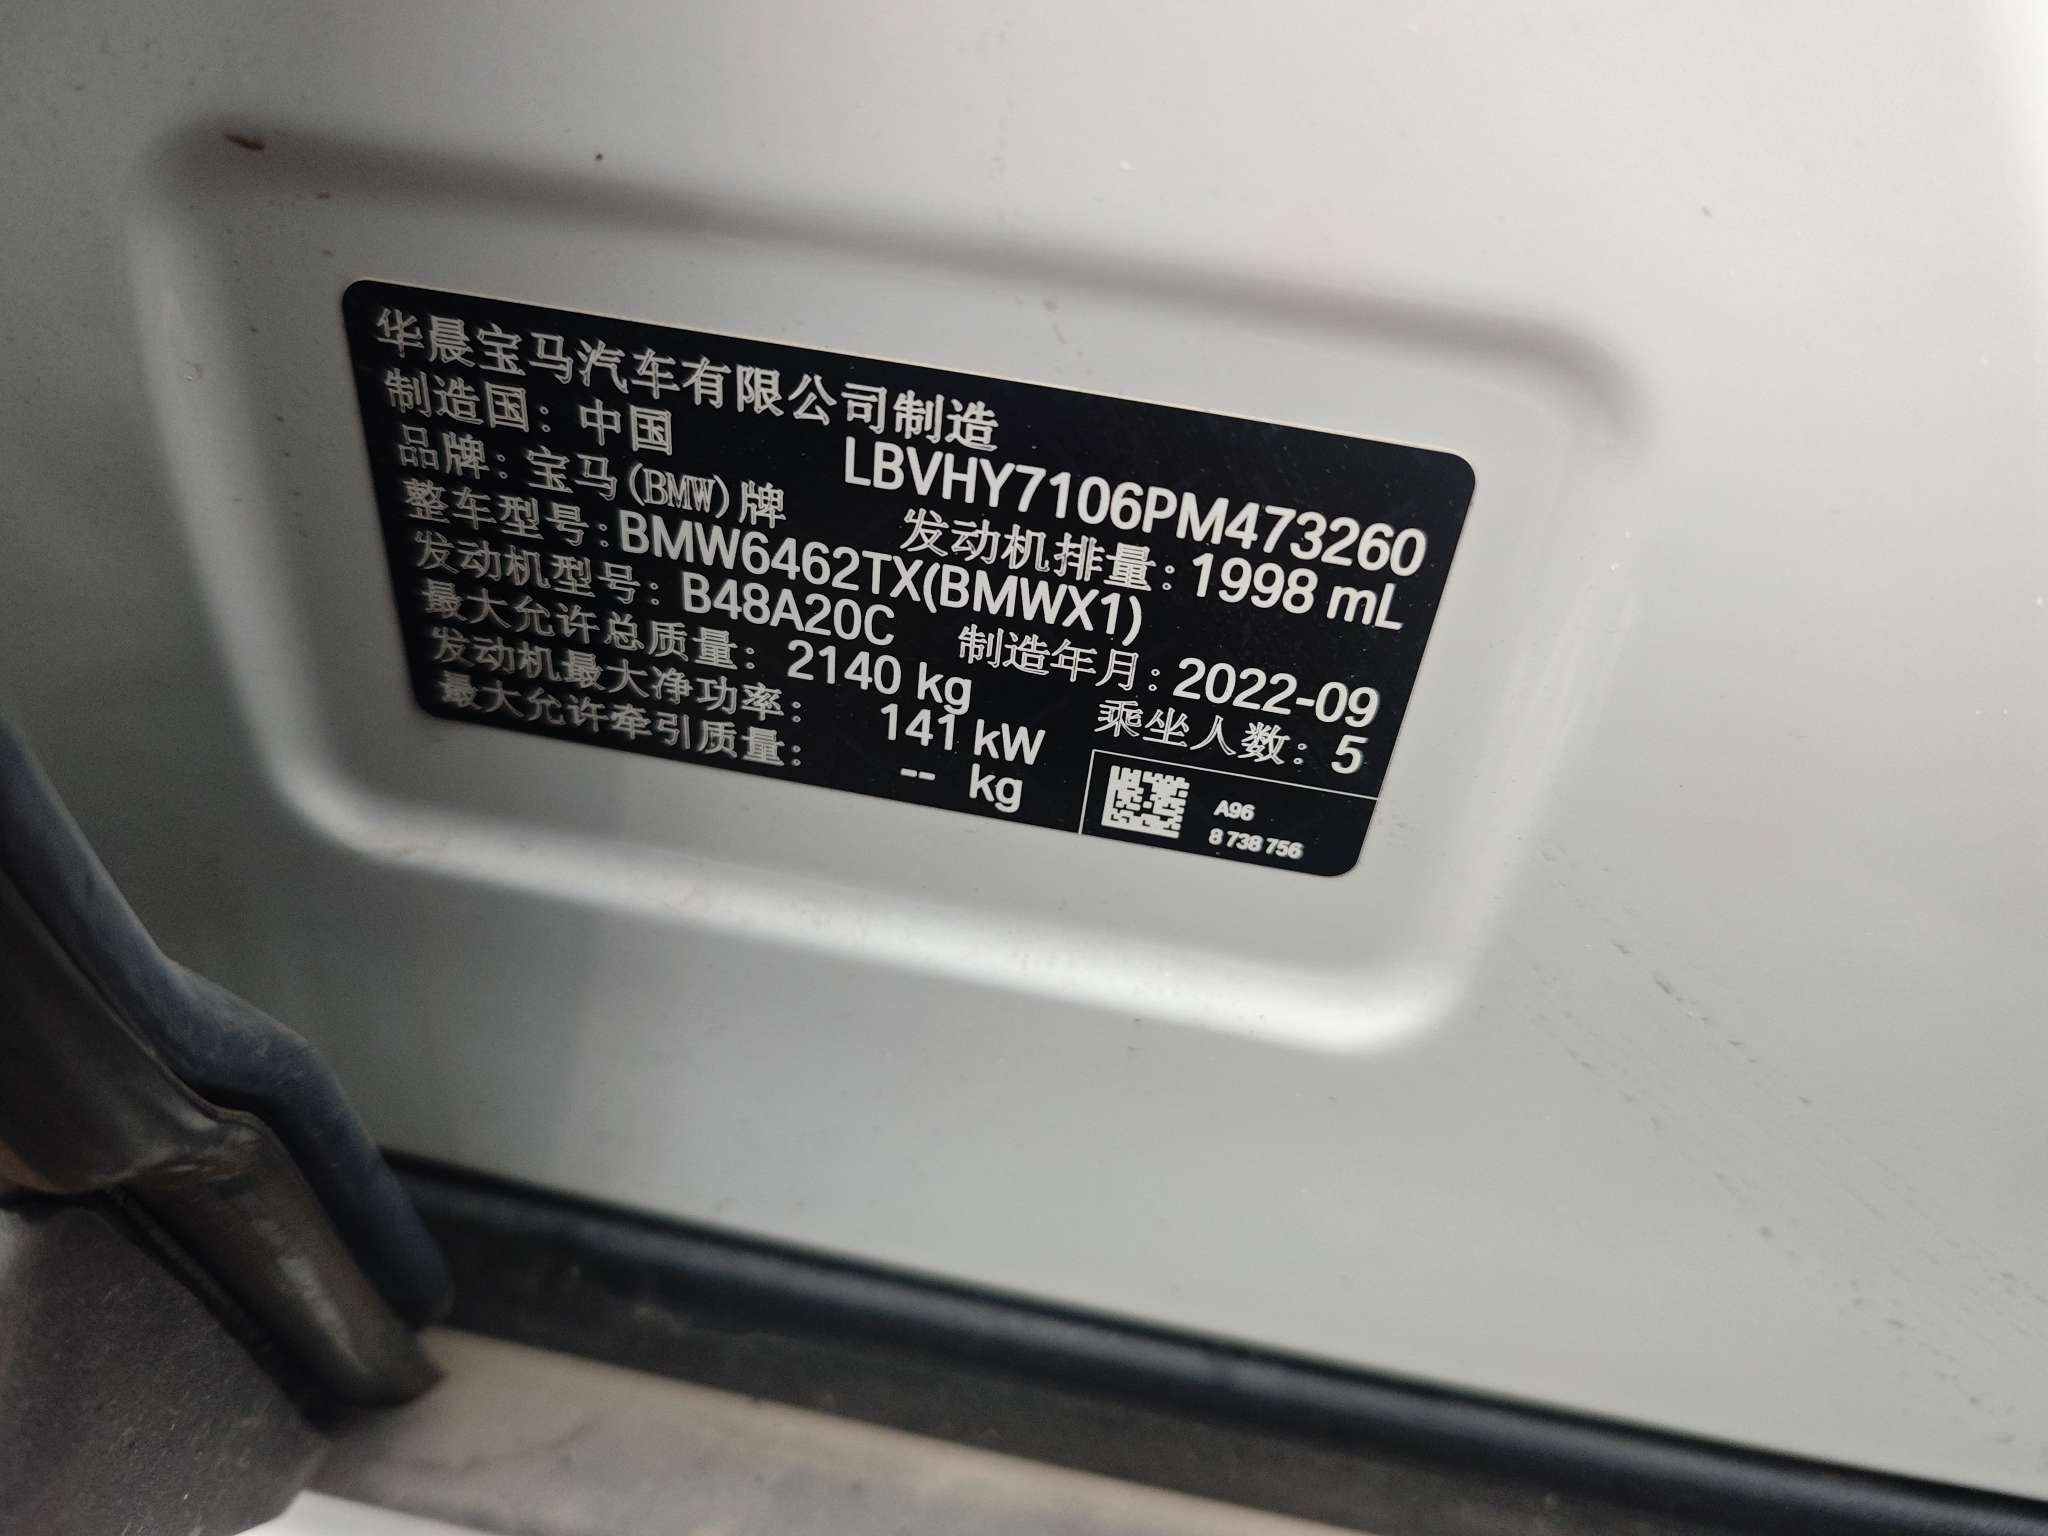 华晨宝马汽车有限公司制造
制造国：中国 LBVHY7106PM473260
品牌：宝马(BMW)牌 发动机排量：1998 mL
整车型号：BMW6462TX(BMWX1)
发动机型号：B48A20C 制造年月：2022-09
最大允许总质量：2140 kg 乘坐人数：5
发动机最大净功率：141 kW
最大允许牵引质量：-- kg
A96
8 738 756